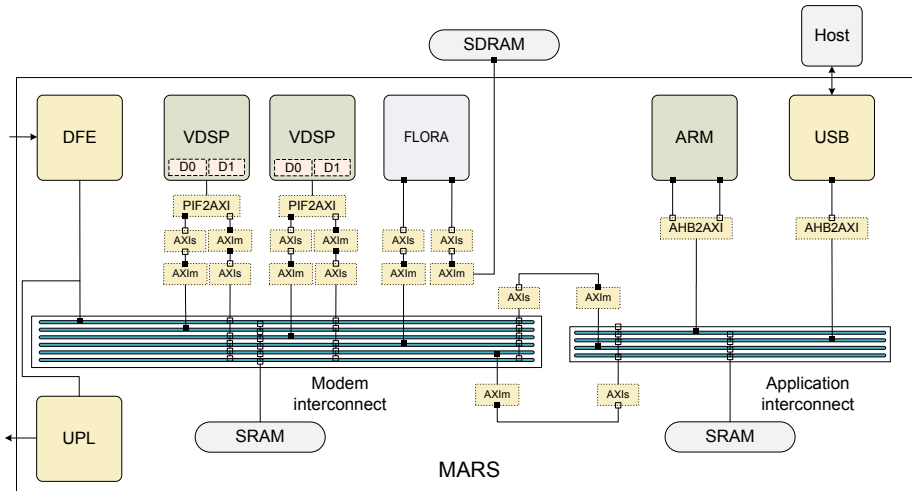 SDRAM
Host
DFE
VDSP
D0 D1
VDSP
D0 D1
FLORA
ARM
USB
PIF2AXI
PIF2AXI
AHB2AXI
AHB2AXI
AXIs AXIm
AXIs AXIm
AXIs AXIs
AXIm AXIs
AXIm AXIs
AXIm AXIm
AXIs AXIm
Modem
interconnect
AXIm AXIs
Application
interconnect
UPL
SRAM
SRAM
MARS